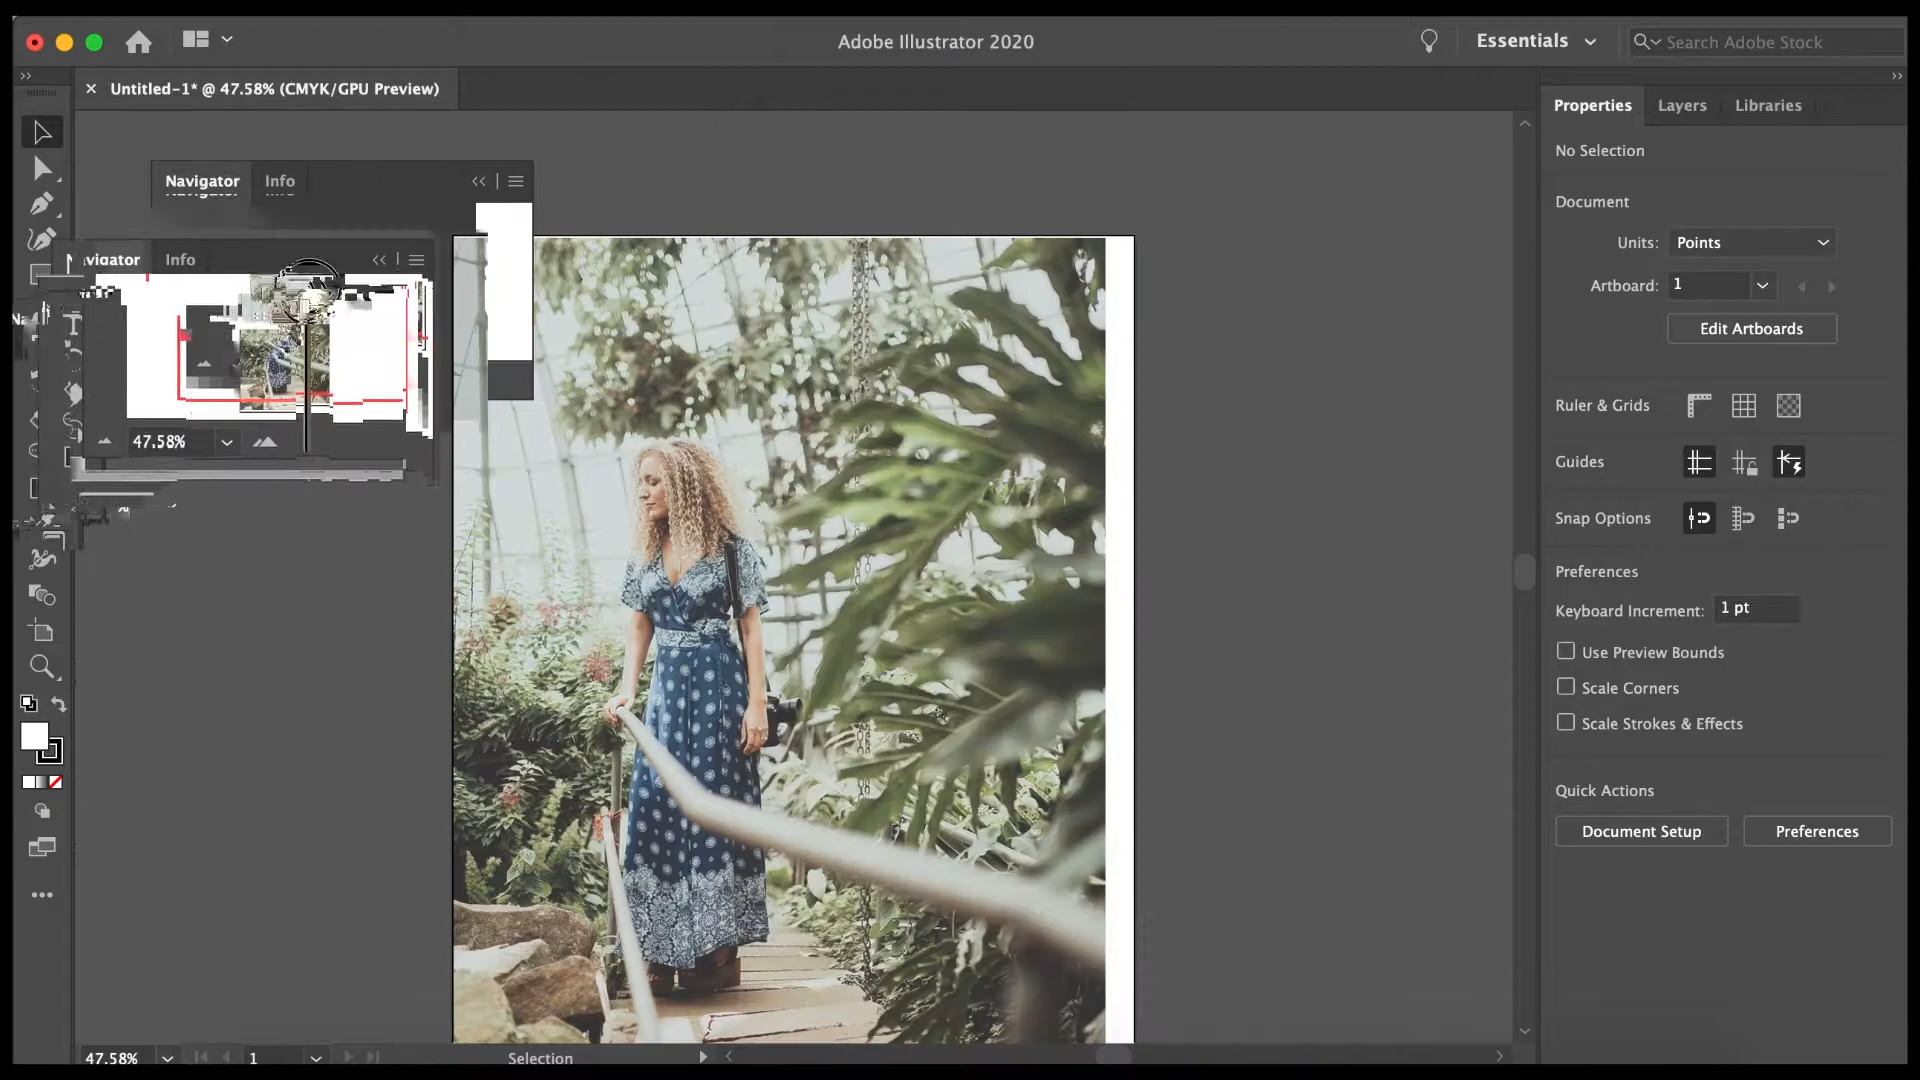 Adobe Illustrator 2020
Essentials
Search Adobe Stock
Untitled-1* @ 47.58% (CMYK/GPU Preview)
Properties
Layers
Libraries
No Selection
Navigator
Info
Document
Units:
Points
Info
Artboard:
1
Edit Artboards
Ruler & Grids
47.58%
Guides
Snap Options
Preferences
Keyboard Increment:
1 pt
Use Preview Bounds
Scale Corners
Scale Strokes & Effects
Quick Actions
Document Setup
Preferences
47.58%
1
Selection